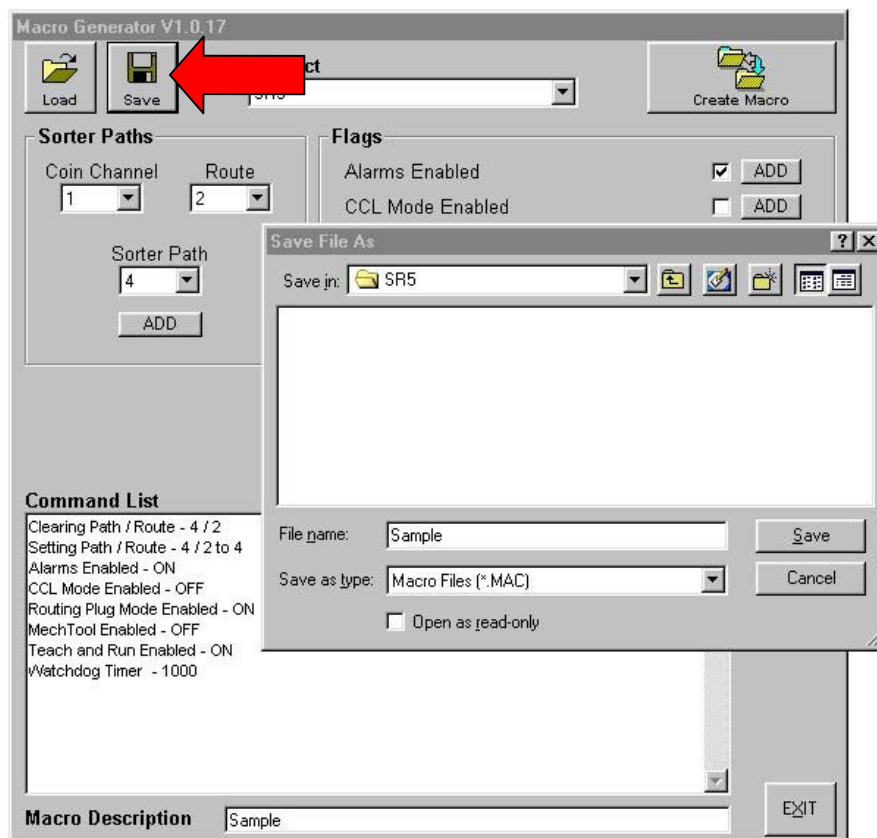 Macro Generator V1.0.17
Load
Save
ct
SR5
Create Macro
Sorter Paths
Flags
Coin Channel
Route
1
2
Alarms Enabled
ADD
CCL Mode Enabled
ADD
Sorter Path
4
ADD
Save File As
Save in:
SR5
File name:
Sample
Save
Save as type:
Macro Files (*.MAC)
Cancel
Open as read-only
Command List
Clearing Path / Route - 4 / 2
Setting Path / Route - 4 / 2 to 4
Alarms Enabled - ON
CCL Mode Enabled - OFF
Routing Plug Mode Enabled - ON
MechTool Enabled - OFF
Teach and Run Enabled - ON
Watchdog Timer - 1000
Macro Description
Sample
EXIT